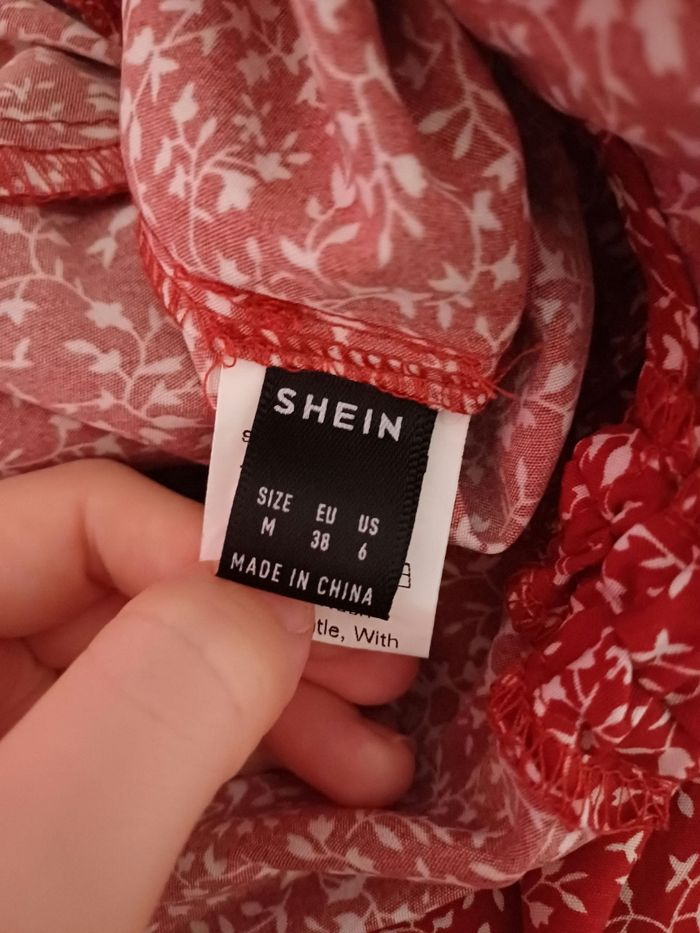 SHEIN
SIZE EU US
M 38 6
MADE IN CHINA
tle, With